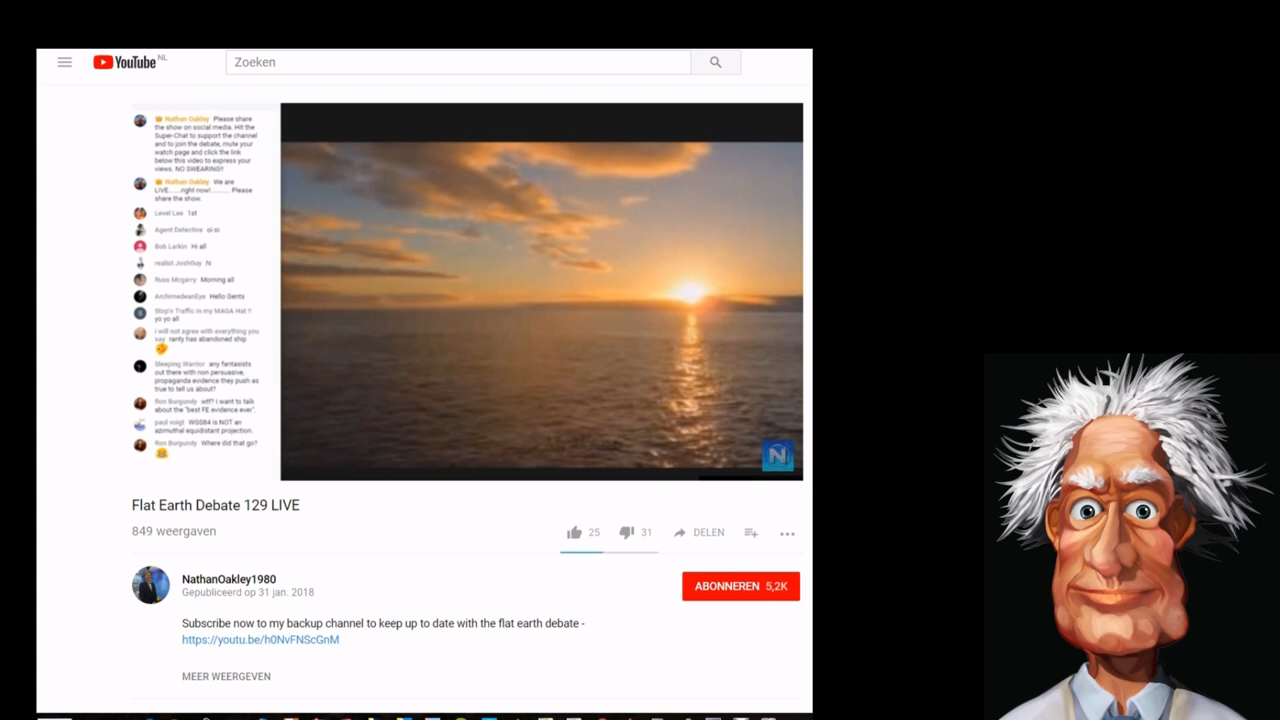 YouTube NL
Zoeken
Nathan Oakley Please share
the show on social media. Hit the
Super-Chat to support the channel
and to join the debate, mute your
watch page and click the link
below this video to express your
views. NO SWEARING!!
Nathan Oakley We are
LIVE......right now!........... Please
share the show.
Level Lee 1st
Agent Detective oi oi
Bob Larkin Hi all
realist JoshGuy hi
Russ Mcgarry Morning all
ArchimedeanEye Hello Gents
Stop'n Traffic in my MAGA Hat !!
yo yo all
I will not agree with everything you
say ranty has abandoned ship
Sleeping Warrior any fantasists
out there with non persuasive,
propaganda evidence they push as
true to tell us about?
Ron Burgundy wtf? I want to talk
about the "best FE evidence ever".
paul voigt WGS84 is NOT an
azimuthal equidistant projection.
Ron Burgundy Where did that go?
N
Flat Earth Debate 129 LIVE
849 weergaven
25
31
DELEN
NathanOakley1980
Gepubliceerd op 31 jan. 2018
ABONNEREN 5,2K
Subscribe now to my backup channel to keep up to date with the flat earth debate -
https://youtu.be/h0NvFNScGnM
MEER WEERGEVEN